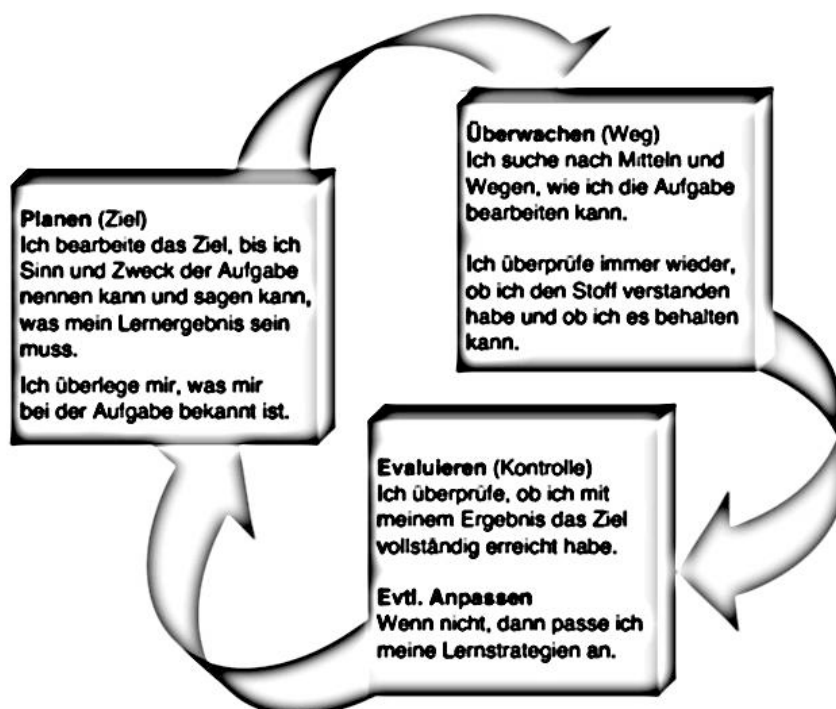 Planen (Ziel)
Ich bearbeite das Ziel, bis ich
Sinn und Zweck der Aufgabe
nennen kann und sagen kann,
was mein Lernergebnis sein
muss.
Ich überlege mir, was mir
bei der Aufgabe bekannt ist.
Überwachen (Weg)
Ich suche nach Mitteln und
Wegen, wie ich die Aufgabe
bearbeiten kann.
Ich überprüfe immer wieder,
ob ich den Stoff verstanden
habe und ob ich es behalten
kann.
Evaluieren (Kontrolle)
Ich überprüfe, ob ich mit
meinem Ergebnis das Ziel
vollständig erreicht habe.
Evtl. Anpassen
Wenn nicht, dann passe ich
meine Lernstrategien an.